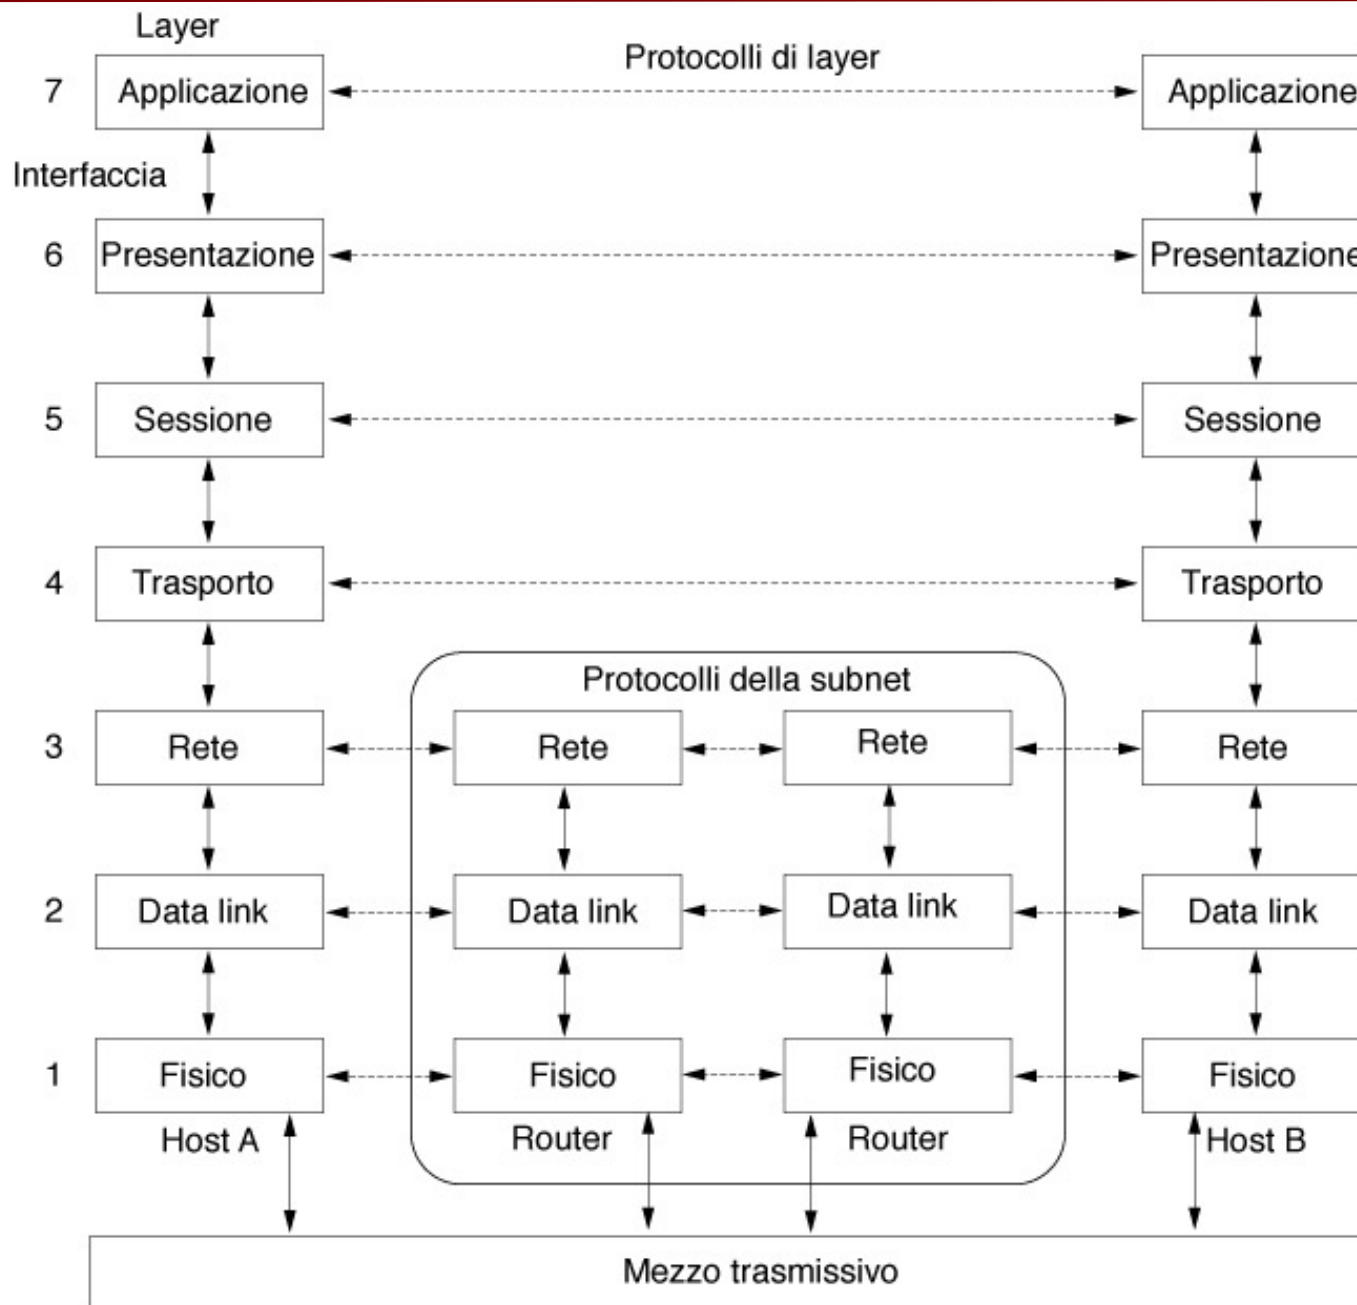 Layer
Protocolli di layer
7 Applicazione Applicazione
Interfaccia
6 Presentazione Presentazione
5 Sessione Sessione
4 Trasporto Trasporto
Protocolli della subnet
3 Rete Rete Rete Rete
2 Data link Data link Data link Data link
1 Fisico Fisico Fisico Fisico
Host A Router Router Host B
Mezzo trasmissivo